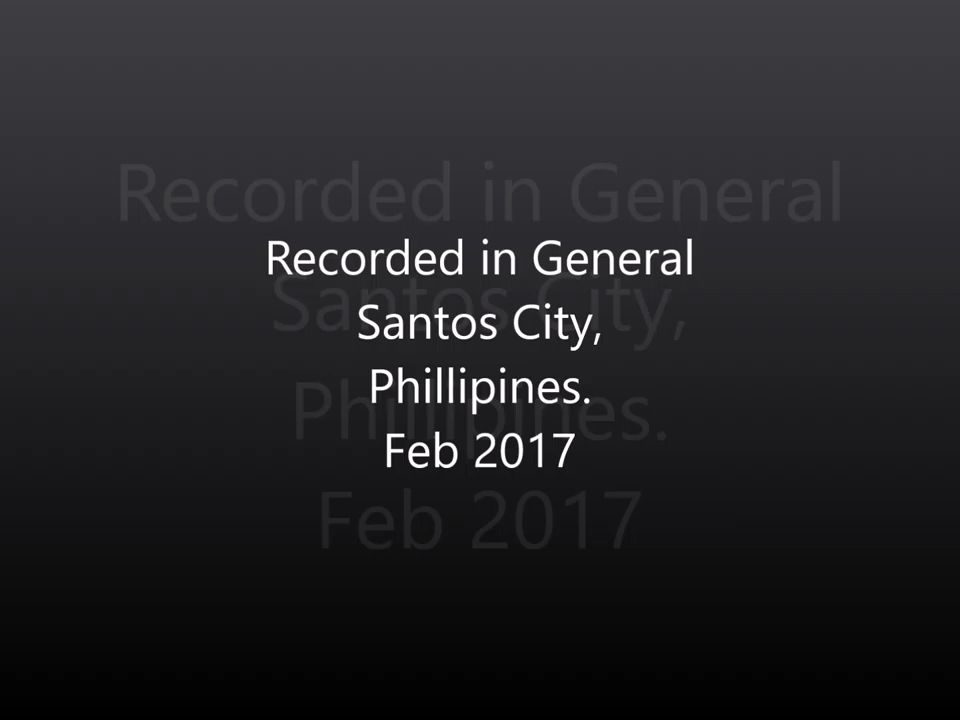 Recorded in General
Santos City,
Phillipines.
Feb 2017